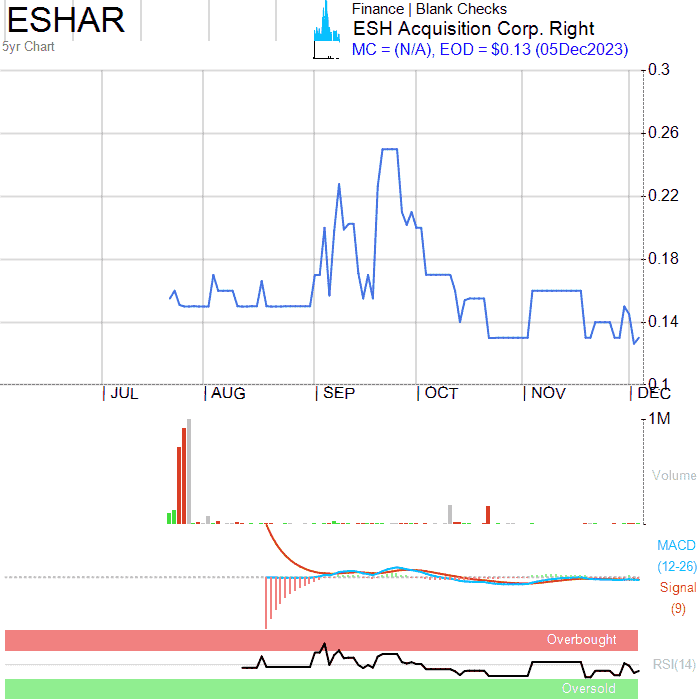 ESHAR
5yr Chart
Finance | Blank Checks
ESH Acquisition Corp. Right
MC = (N/A), EOD = $0.13 (05Dec2023)
0.3
0.26
0.22
0.18
0.14
0.1
JUL AUG SEP OCT NOV DEC
1M
Volume
MACD
(12-26)
Signal
(9)
Overbought
RSI(14)
Oversold